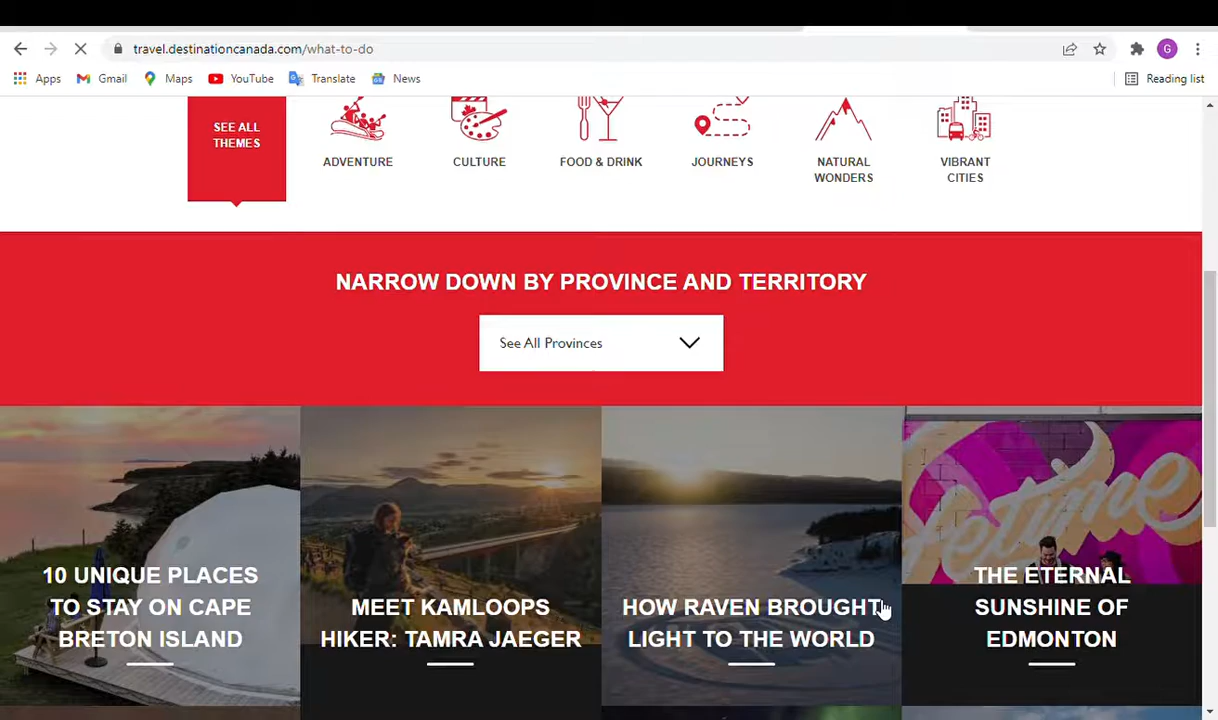 travel.destinationcanada.com/what-to-do
G
Apps
Gmail
Maps
YouTube
Translate
News
Reading list
SEE ALL
THEMES
ADVENTURE
CULTURE
FOOD & DRINK
JOURNEYS
NATURAL
WONDERS
VIBRANT
CITIES
NARROW DOWN BY PROVINCE AND TERRITORY
See All Provinces
10 UNIQUE PLACES
TO STAY ON CAPE
BRETON ISLAND
MEET KAMLOOPS
HIKER: TAMRA JAEGER
HOW RAVEN BROUGHT
LIGHT TO THE WORLD
THE ETERNAL
SUNSHINE OF
EDMONTON